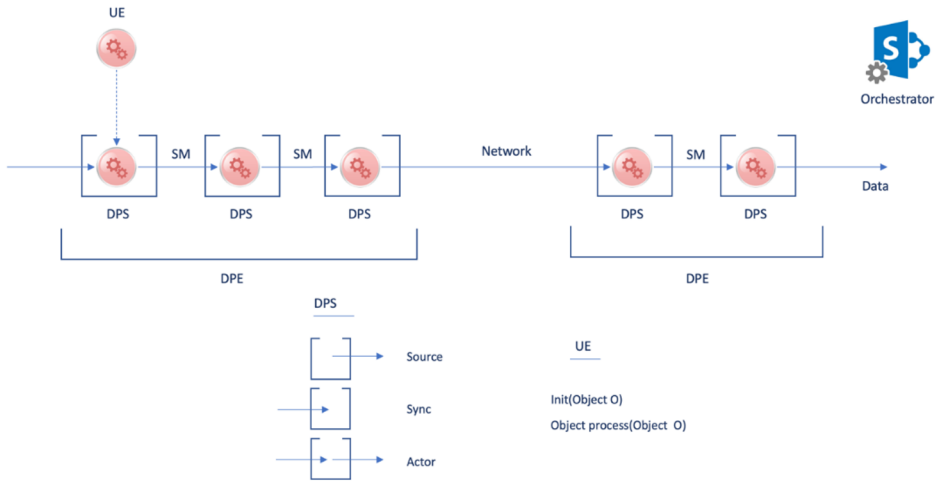 UE
S
Orchestrator
SM
SM
Network
SM
Data
DPS
DPS
DPS
DPS
DPS
DPE
DPE
DPS
Source
Sync
Actor
UE
Init(Object O)
Object process(Object O)